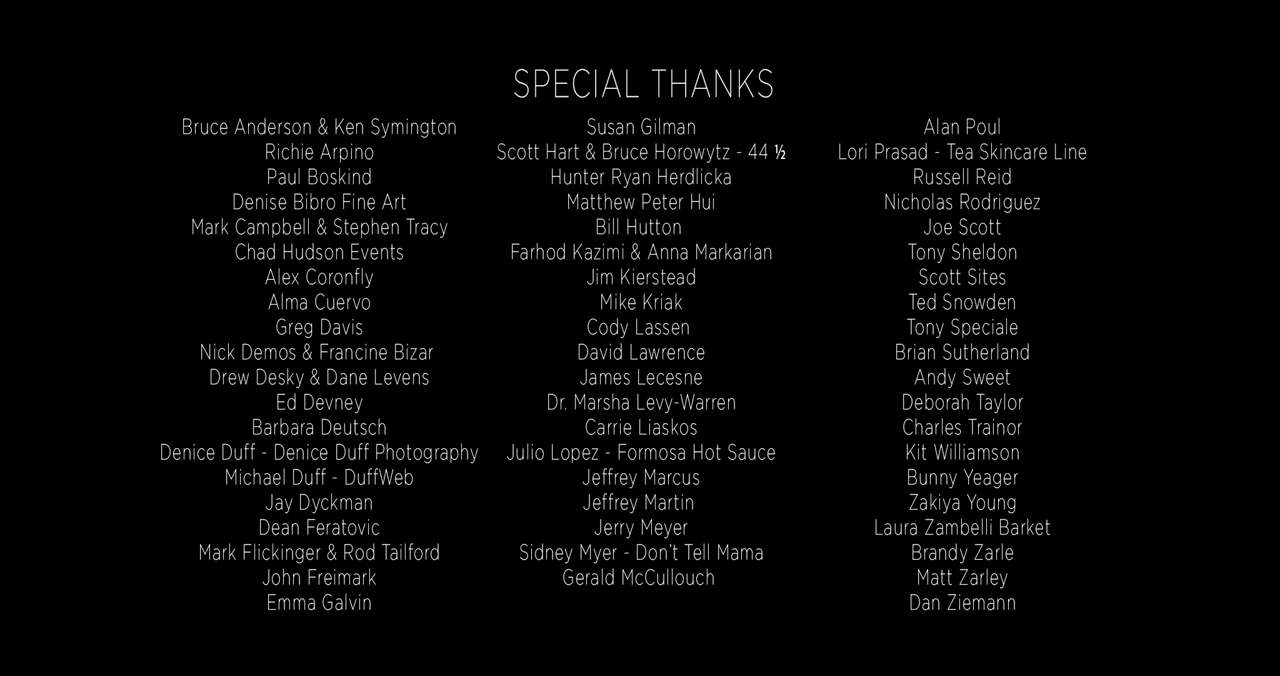 SPECIAL THANKS
Bruce Anderson & Ken Symington
Richie Arpino
Paul Boskind
Denise Bibro Fine Art
Mark Campbell & Stephen Tracy
Chad Hudson Events
Alex Coronfly
Alma Cuervo
Greg Davis
Nick Demos & Francine Bizar
Drew Desky & Dane Levens
Ed Devney
Barbara Deutsch
Denice Duff - Denice Duff Photography
Michael Duff - DuffWeb
Jay Dyckman
Dean Feratovic
Mark Flickinger & Rod Tailford
John Freimark
Emma Galvin
Susan Gilman
Scott Hart & Bruce Horowytz - 44 ½
Hunter Ryan Herdlicka
Matthew Peter Hui
Bill Hutton
Farhod Kazimi & Anna Markarian
Jim Kierstead
Mike Kriak
Cody Lassen
David Lawrence
James Lecesne
Dr. Marsha Levy-Warren
Carrie Liaskos
Julio Lopez - Formosa Hot Sauce
Jeffrey Marcus
Jeffrey Martin
Jerry Meyer
Sidney Myer - Don't Tell Mama
Gerald McCullouch
Alan Poul
Lori Prasad - Tea Skincare Line
Russell Reid
Nicholas Rodriguez
Joe Scott
Tony Sheldon
Scott Sites
Ted Snowden
Tony Speciale
Brian Sutherland
Andy Sweet
Deborah Taylor
Charles Trainor
Kit Williamson
Bunny Yeager
Zakiya Young
Laura Zambelli Barket
Brandy Zarle
Matt Zarley
Dan Ziemann